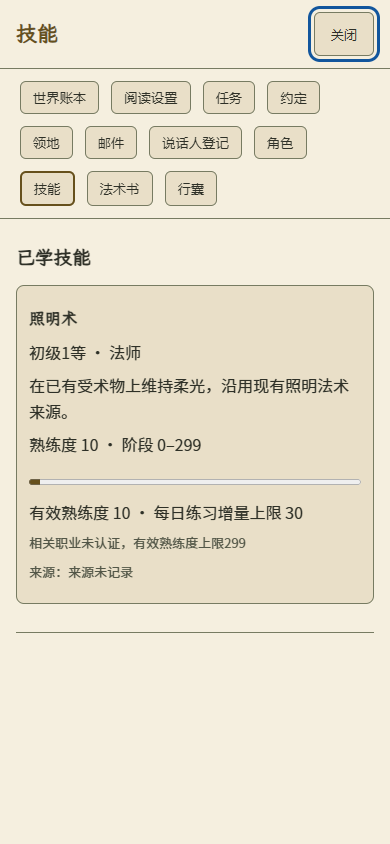 技能
关闭
世界账本 阅读设置 任务 约定
领地 邮件 说话人登记 角色
技能 法术书 行囊
已学技能
照明术
初级1等 · 法师
在已有受术物上维持柔光，沿用现有照明法术
来源。
熟练度 10 · 阶段 0–299
有效熟练度 10 · 每日练习增量上限 30
相关职业未认证，有效熟练度上限299
来源：来源未记录